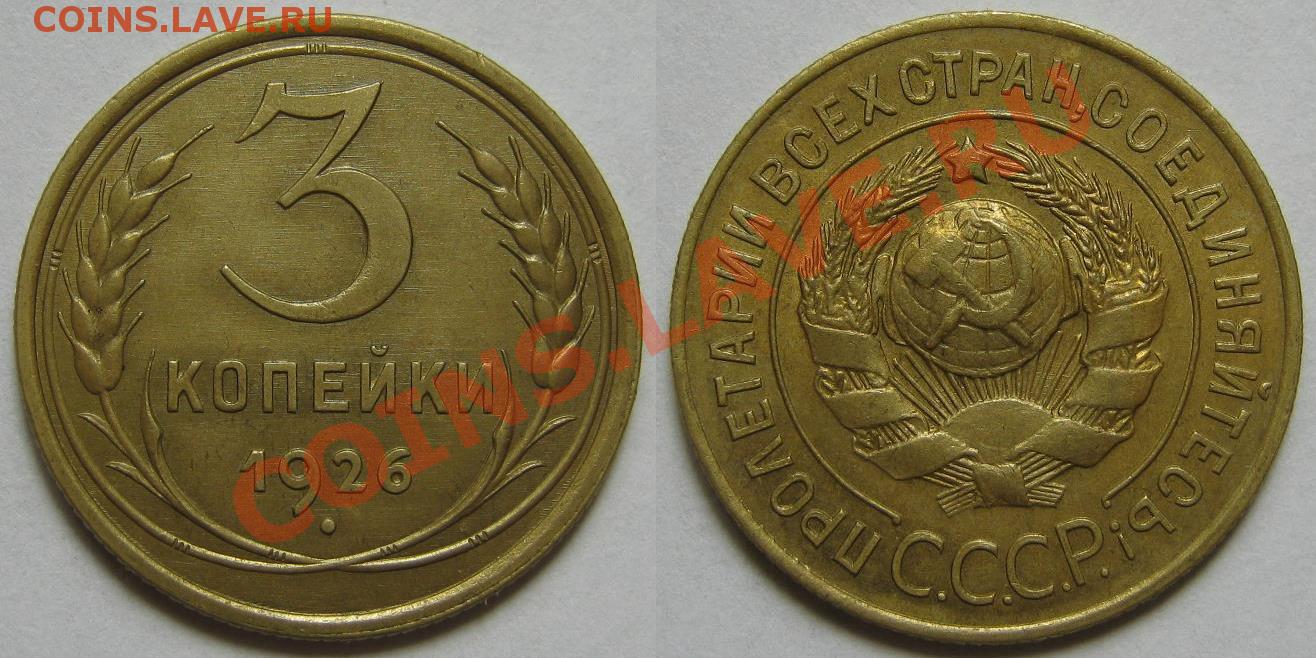 COINS.LAVE.RU
3
КОПЕЙКИ
1926
ПРОЛЕТАРИИ ВСЕХ СТРАН, СОЕДИНЯЙТЕСЬ!
С.С.С.Р.
COINS.LAVE.RU